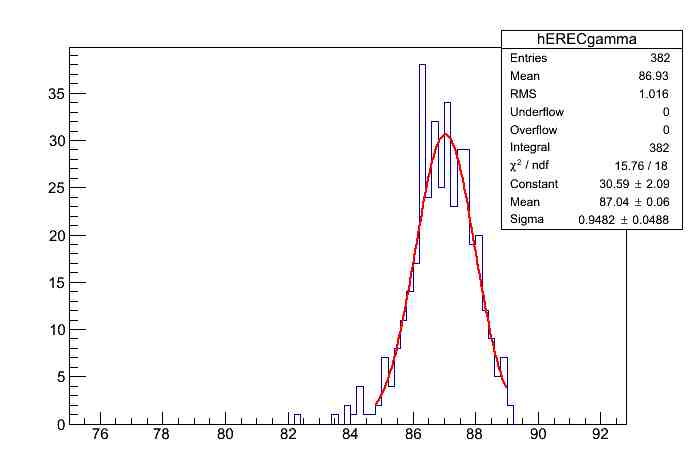 hERECgamma
Entries 382
Mean 86.93
RMS 1.016
Underflow 0
Overflow 0
Integral 382
χ² / ndf 15.76 / 18
Constant 30.59 ± 2.09
Mean 87.04 ± 0.06
Sigma 0.9482 ± 0.0488
35
30
25
20
15
10
5
0
76 78 80 82 84 86 88 90 92